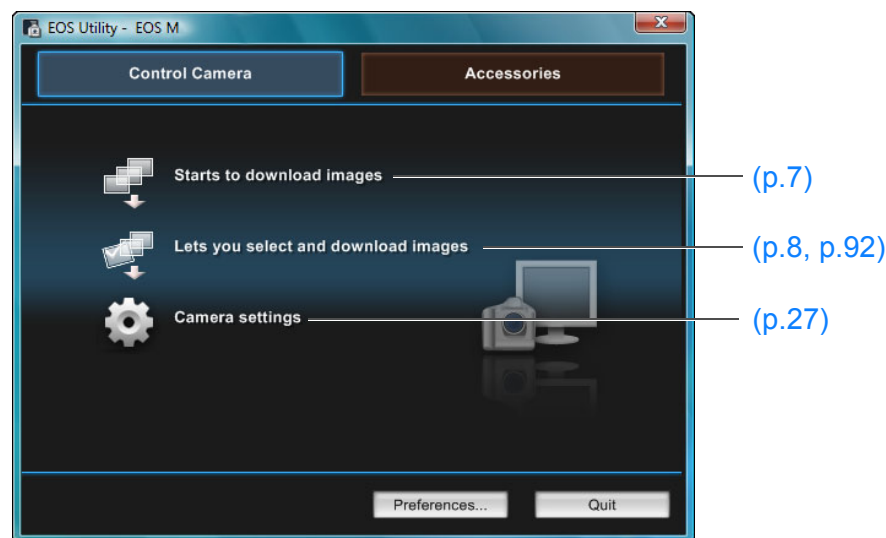 EOS Utility - EOS M
Control Camera
Accessories
Starts to download images
(p.7)
Lets you select and download images
(p.8, p.92)
Camera settings
(p.27)
Preferences...
Quit